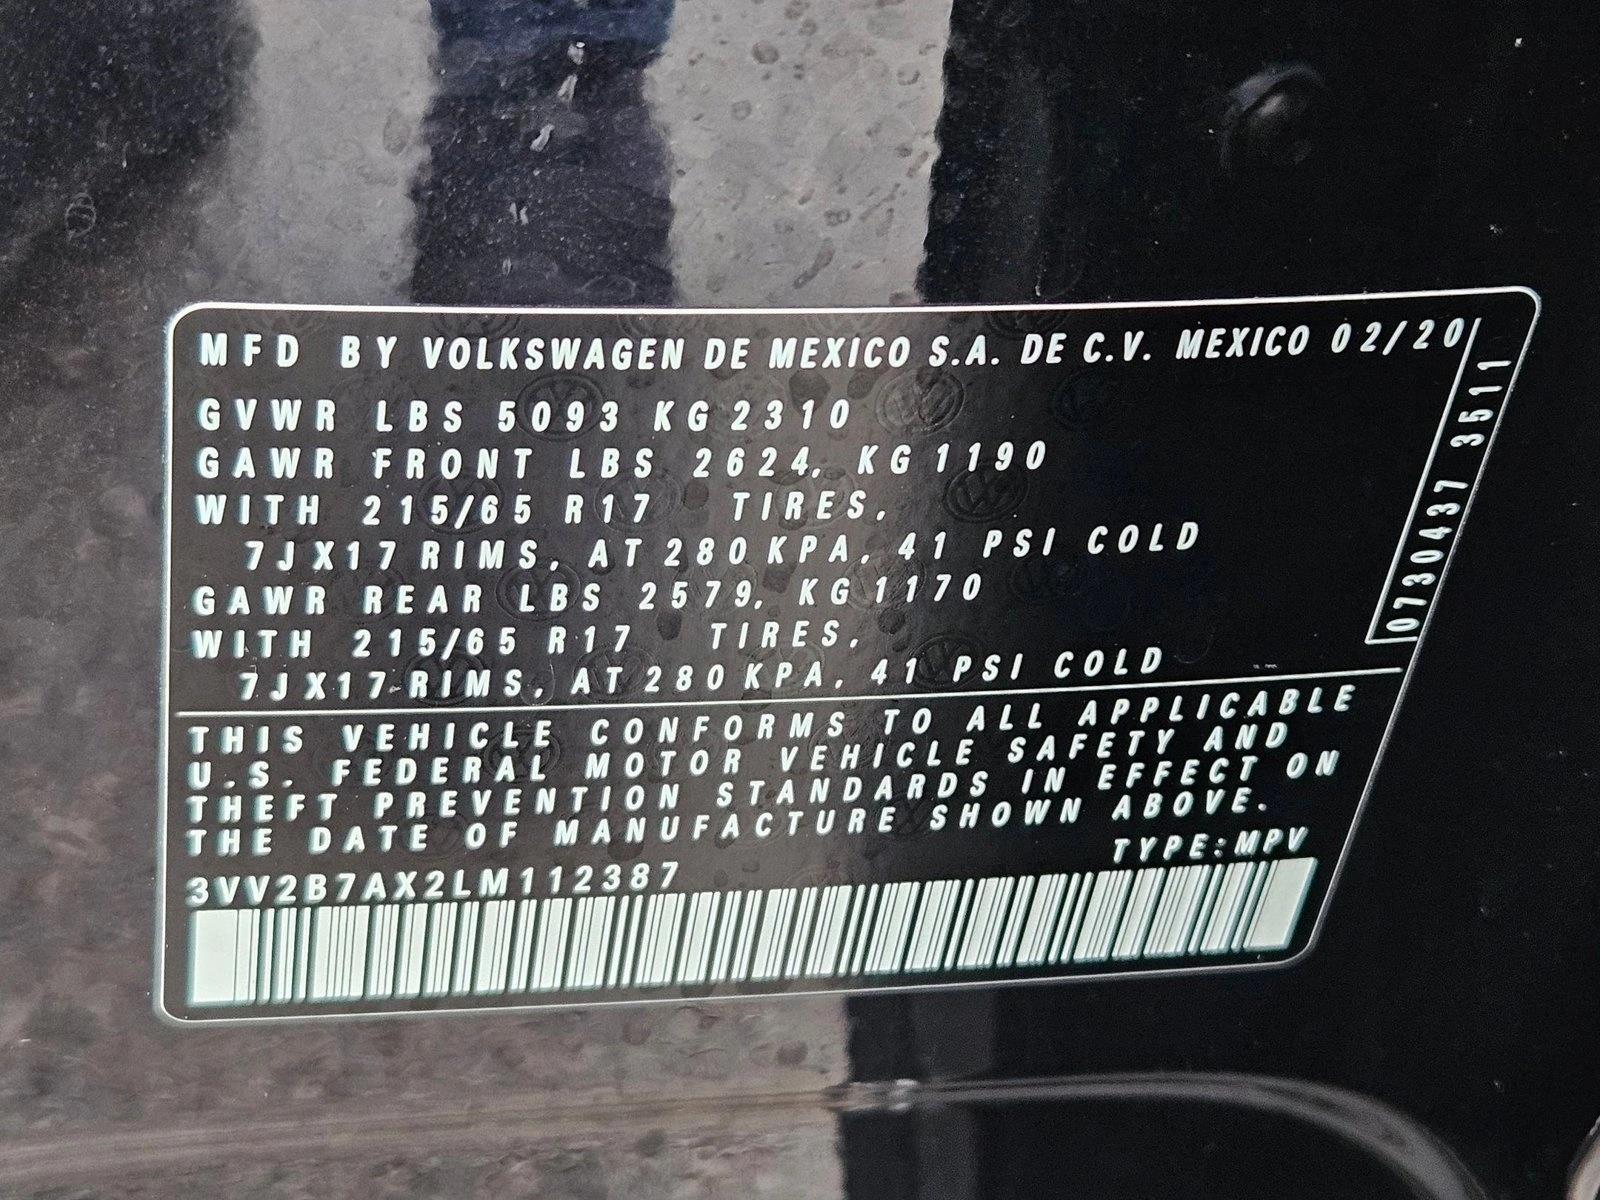 MFD BY VOLKSWAGEN DE MEXICO S.A. DE C.V. MEXICO 02/20
GVWR LBS 5093 KG 2310
GAWR FRONT LBS 2624, KG 1190
WITH 215/65 R17 TIRES,
7JX17 RIMS, AT 280 KPA, 41 PSI COLD
GAWR REAR LBS 2579, KG 1170
WITH 215/65 R17 TIRES,
7JX17 RIMS, AT 280 KPA, 41 PSI COLD
0730437 3511
THIS VEHICLE CONFORMS TO ALL APPLICABLE
U.S. FEDERAL MOTOR VEHICLE SAFETY AND
THEFT PREVENTION STANDARDS IN EFFECT ON
THE DATE OF MANUFACTURE SHOWN ABOVE.
TYPE:MPV
3VV2B7AX2LM112387